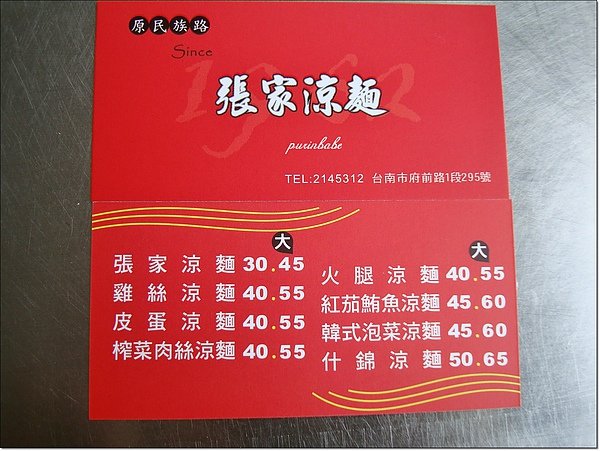 原民族路
Since
1962
張家涼麵
purinbabe
TEL:2145312 台南市府前路1段295號
大
張家涼麵 30.45
雞絲涼麵 40.55
皮蛋涼麵 40.55
榨菜肉絲涼麵 40.55
大
火腿涼麵 40.55
紅茄鮪魚涼麵 45.60
韓式泡菜涼麵 45.60
什錦涼麵 50.65